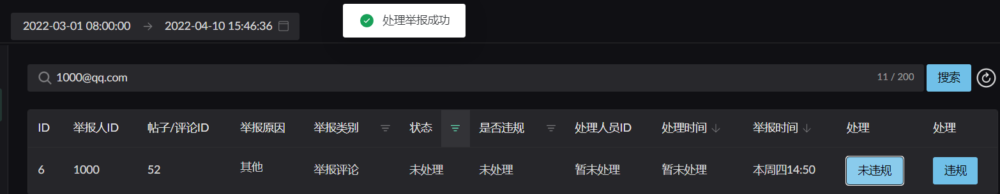 处理举报成功
2022-03-01 08:00:00 → 2022-04-10 15:46:36
1000@qq.com 11 / 200 搜索
ID 举报人ID 帖子/评论ID 举报原因 举报类别 状态 是否违规 处理人员ID 处理时间 举报时间 处理 处理
6 1000 52 其他 举报评论 未处理 未处理 暂未处理 暂未处理 本周四14:50 未违规 违规